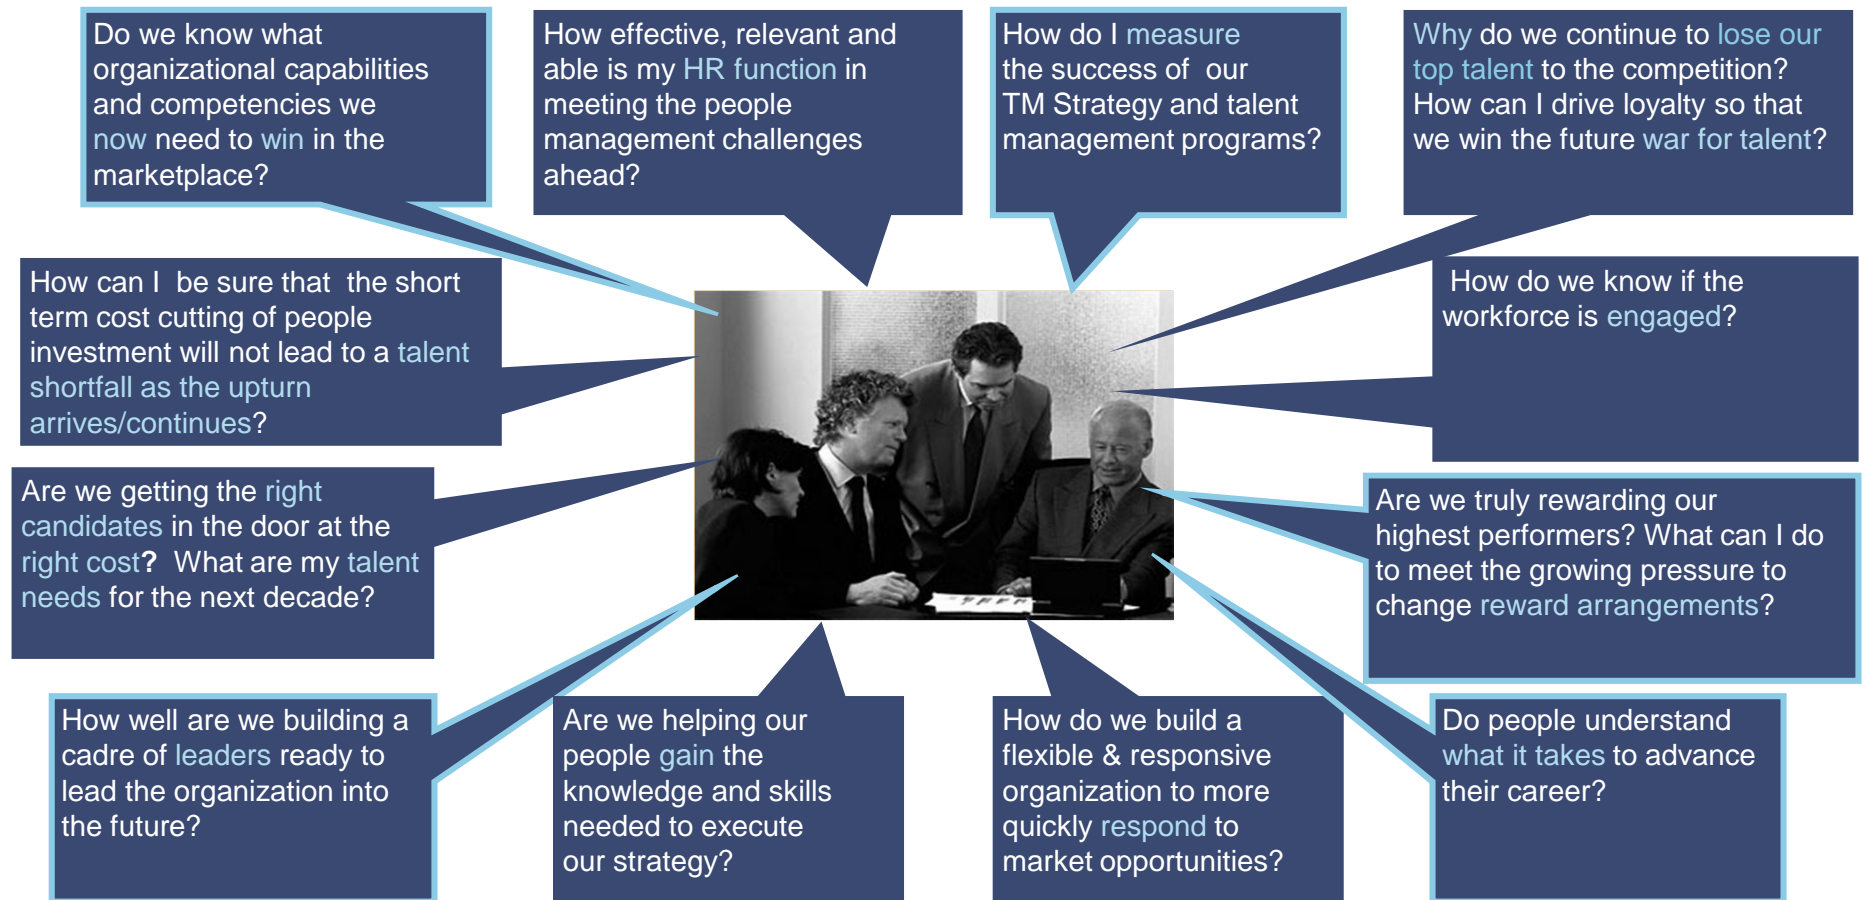 Do we know what
organizational capabilities
and competencies we
now need to win in the
marketplace?
How effective, relevant and
able is my HR function in
meeting the people
management challenges
ahead?
How do I measure
the success of our
TM Strategy and talent
management programs?
Why do we continue to lose our
top talent to the competition?
How can I drive loyalty so that
we win the future war for talent?
How can I be sure that the short
term cost cutting of people
investment will not lead to a talent
shortfall as the upturn
arrives/continues?
How do we know if the
workforce is engaged?
Are we getting the right
candidates in the door at the
right cost? What are my talent
needs for the next decade?
Are we truly rewarding our
highest performers? What can I do
to meet the growing pressure to
change reward arrangements?
How well are we building a
cadre of leaders ready to
lead the organization into
the future?
Are we helping our
people gain the
knowledge and skills
needed to execute
our strategy?
How do we build a
flexible & responsive
organization to more
quickly respond to
market opportunities?
Do people understand
what it takes to advance
their career?